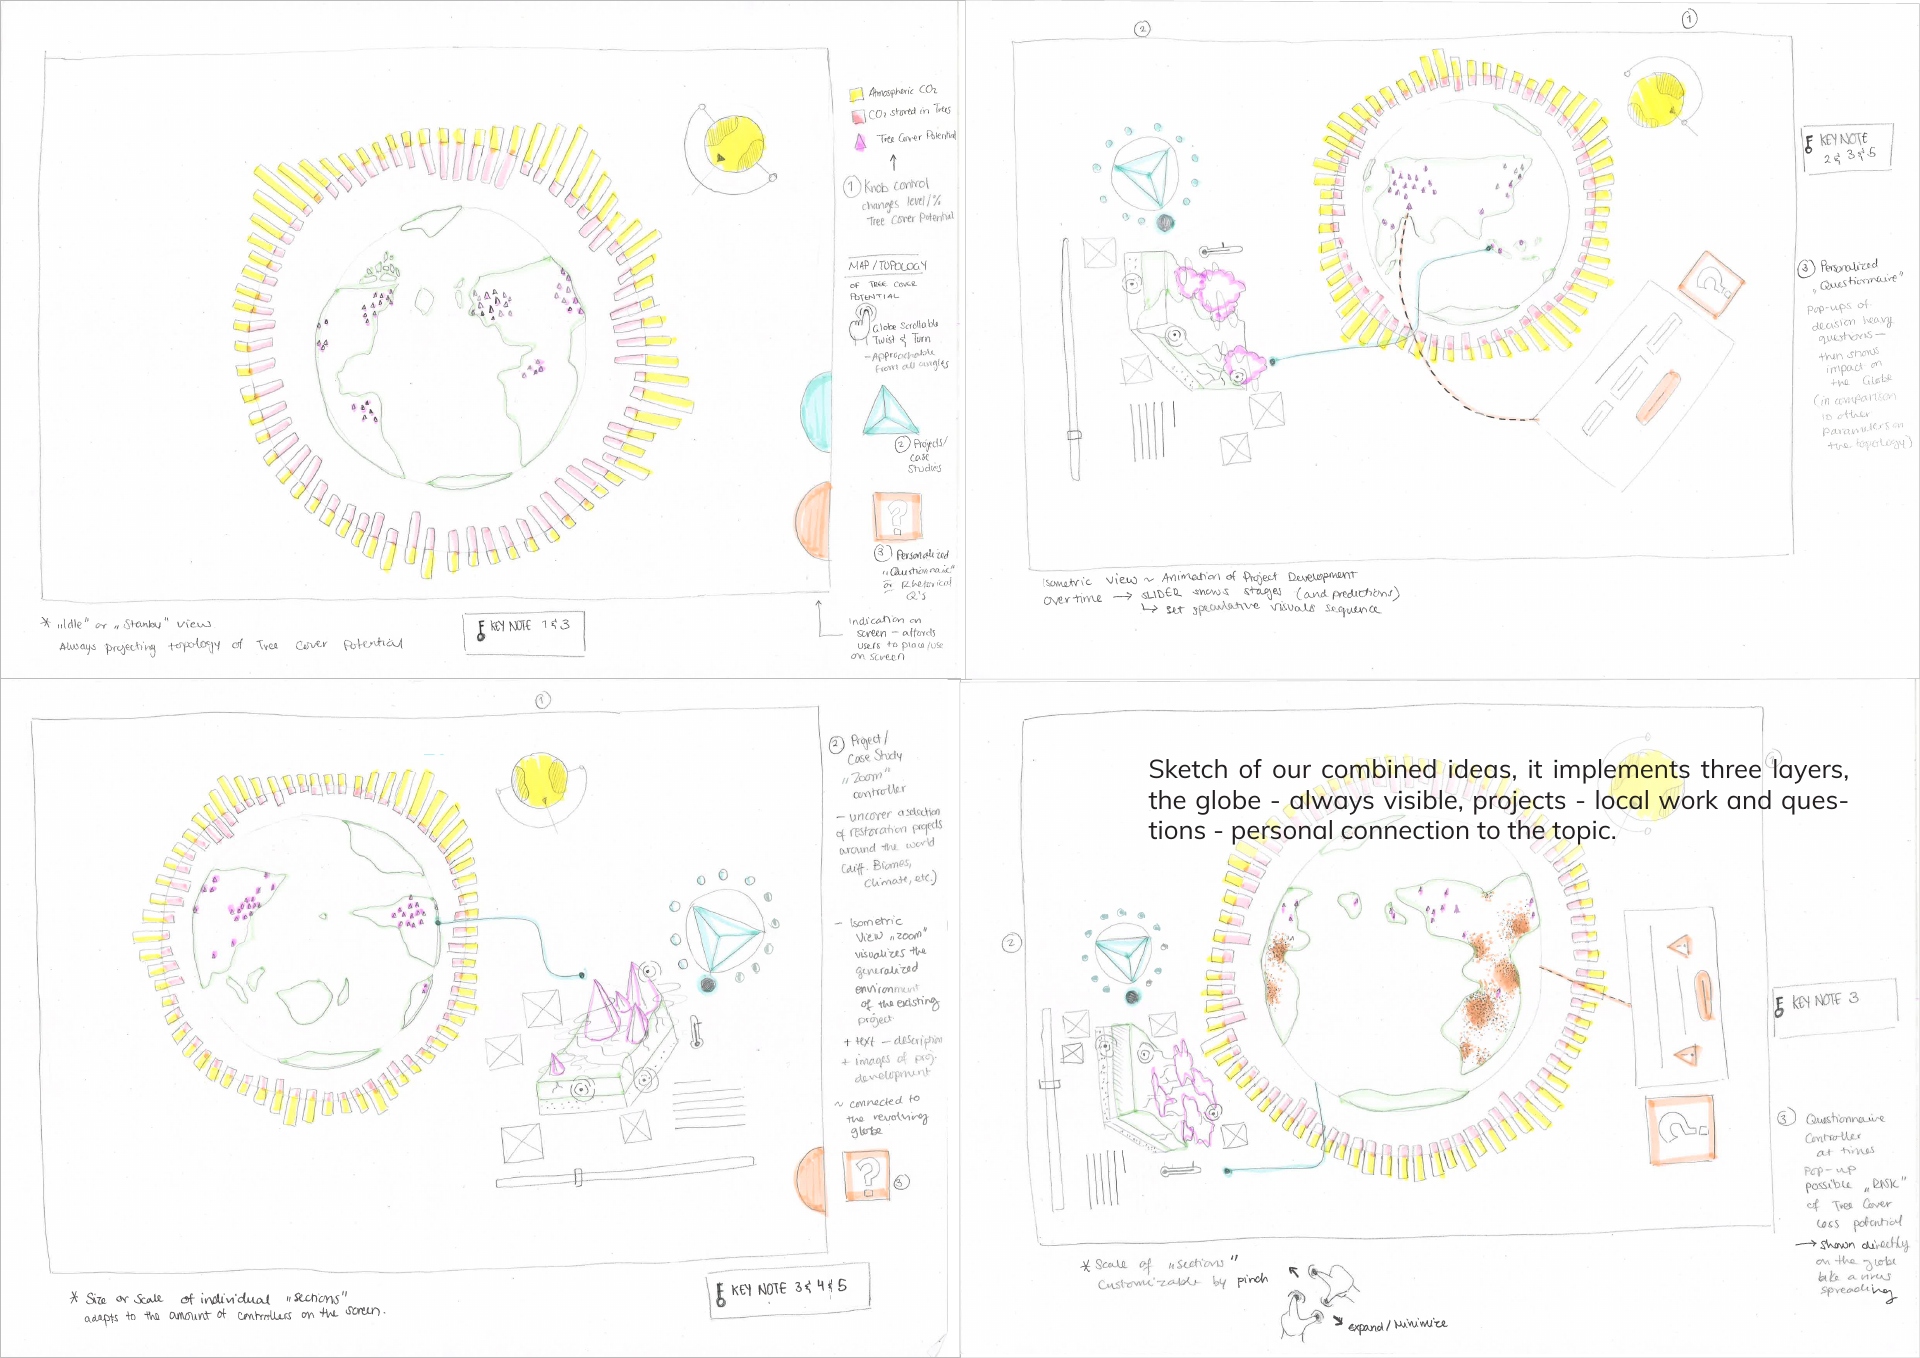 Atmospheric CO2
CO2 stored in Trees
Tree Cover Potential
1 Knob control
changes level/%
Tree Cover Potential
MAP/TOPOLOGY
OF TREE COVER
POTENTIAL
Globe Scrollable
Twist & Turn
- Approachable
from all angles
2 Projects/
case
Studies
?
3 Personalized
"Questionnaire"
or Rhetorical
Q's
Indication on
screen - affords
users to place/use
on screen
* "Idle" or "Stanby" view
Always projecting topology of Tree Cover Potential
KEY NOTE 1 & 3
2
1
KEY NOTE
2 & 3 & 5
?
3 Personalized
"Questionnaire"
Pop-ups of
decision heavy
questions -
then shows
impact on
the Globe
(in comparison
to other
Parameters on
the topology)
Isometric view ~ Animation of Project Development
over time → SLIDER shows stages (and predictions)
↳ set speculative visuals sequence
1
2 Project/
Case Study
"Zoom"
controller
- uncover a selection
of restoration projects
around the world
(diff. Biomes,
Climate, etc.)
- Isometric
View "zoom"
visualizes the
generalized
environment
of the existing
project
+ text - description
+ images of proj.
development
~ connected to
the revolving
globe
?
3
* Size or Scale of individual "sections"
adapts to the amount of controllers on the screen.
KEY NOTE 3 & 4 & 5
Sketch of our combined ideas, it implements three layers,
the globe - always visible, projects - local work and ques-
tions - personal connection to the topic.
1
2
KEY NOTE 3
?
3 Questionnaire
Controller
at times
Pop-up
possible "RISK"
of Tree Cover
Loss potential
→ shown directly
on the globe
like a virus
spreading
* Scale of "sections"
Customizable by pinch
expand/Minimize